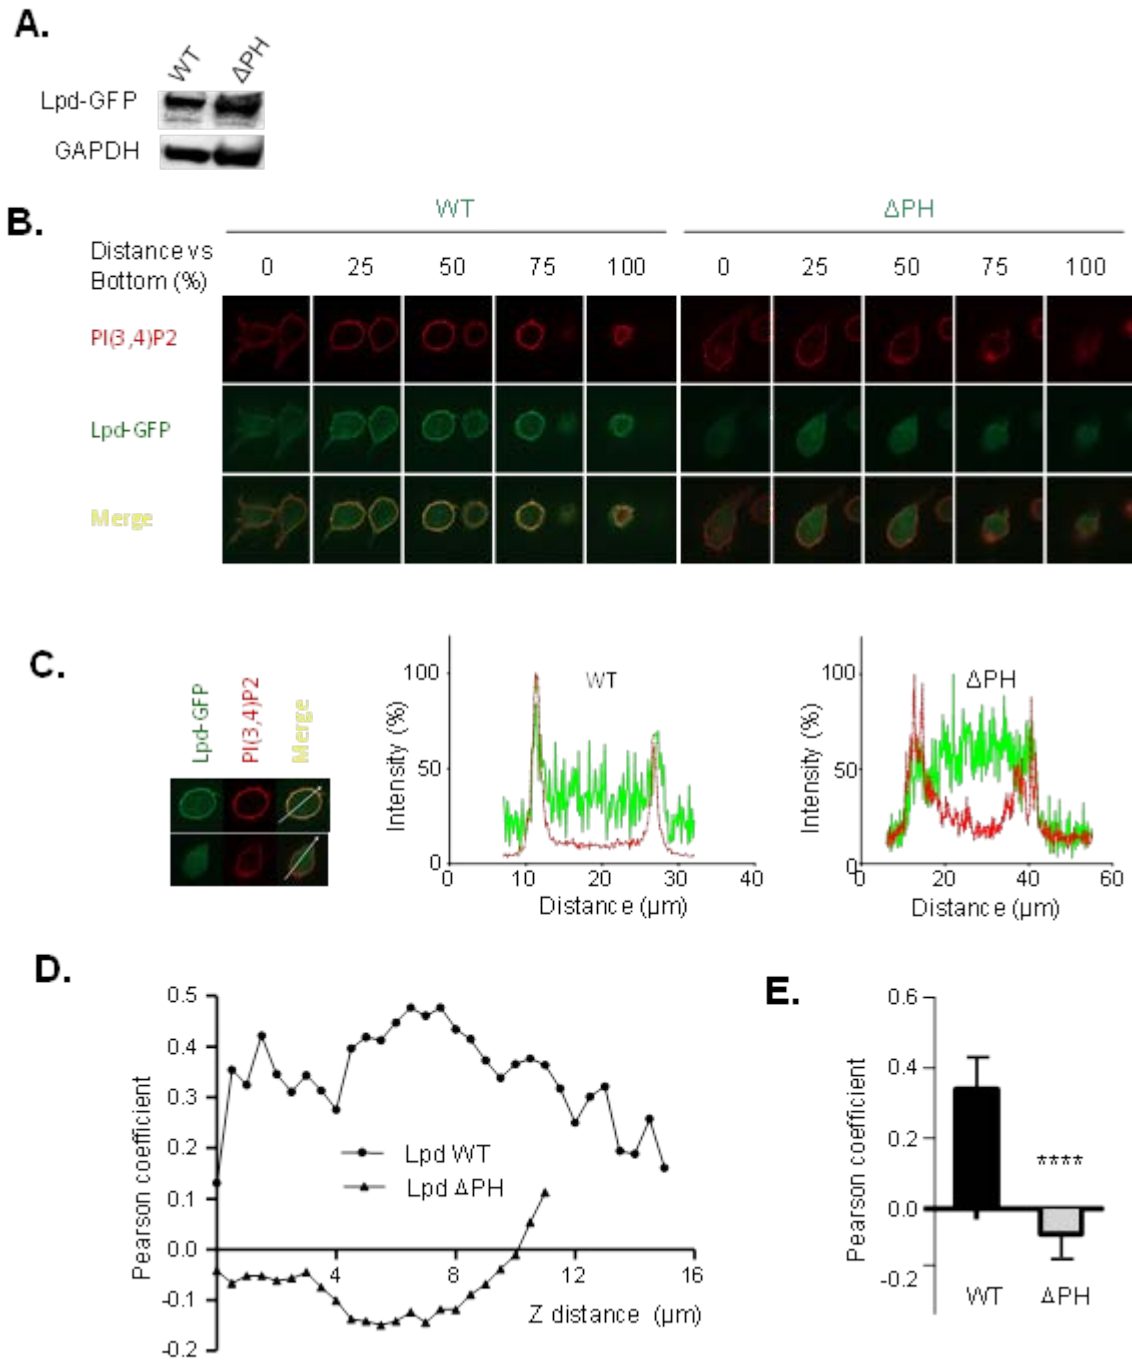 A.
WT ΔPH
Lpd-GFP
GAPDH
B.
WT ΔPH
Distance vs
Bottom (%)
0 25 50 75 100 0 25 50 75 100
PI(3,4)P2
Lpd-GFP
Merge
C.
Lpd-GFP PI(3,4)P2 Merge
WT
Intensity (%)
100
50
0
0 10 20 30 40
Distance (µm)
ΔPH
Intensity (%)
100
50
0
0 20 40 60
Distance (µm)
D.
Pearson coefficient
0.5
0.4
0.3
0.2
0.1
0.0
-0.1
-0.2
Lpd WT
Lpd ΔPH
4 8 12 16
Z distance (µm)
E.
Pearson coefficient
0.6
0.4
0.2
0.0
-0.2
****
WT ΔPH